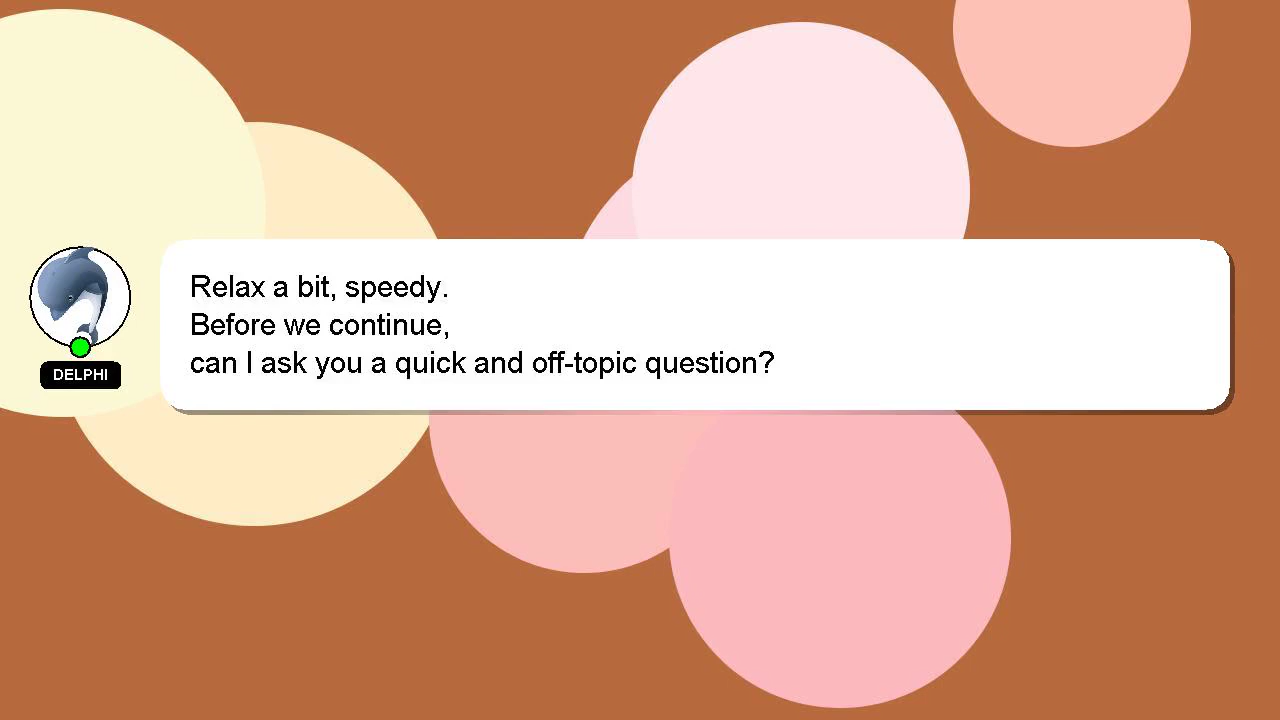 Relax a bit, speedy.
Before we continue,
can I ask you a quick and off-topic question?
DELPHI